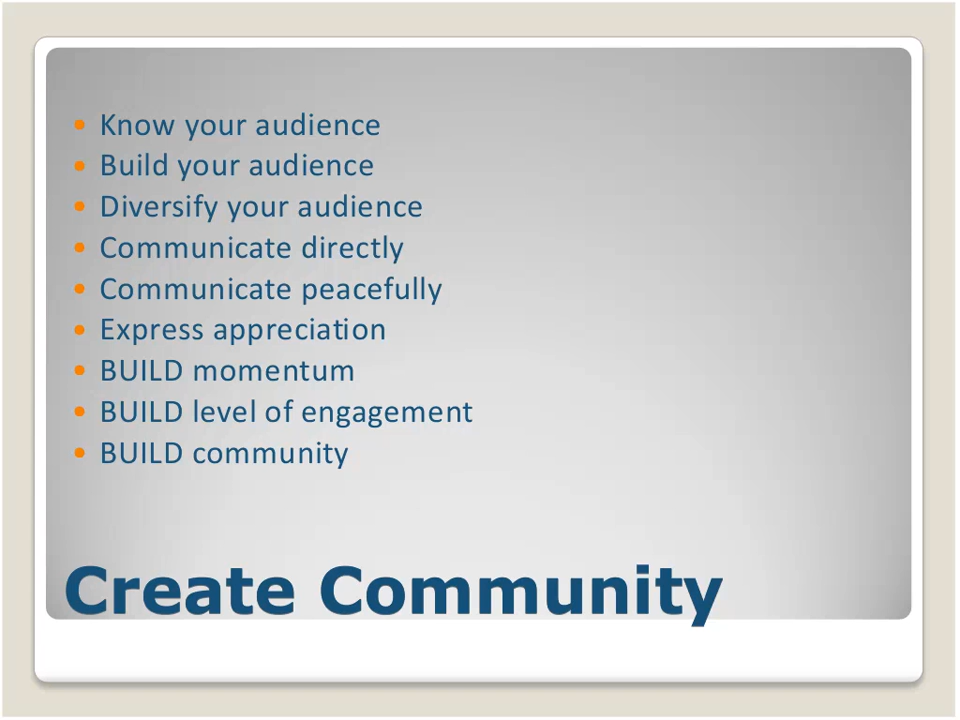 • Know your audience
• Build your audience
• Diversify your audience
• Communicate directly
• Communicate peacefully
• Express appreciation
• BUILD momentum
• BUILD level of engagement
• BUILD community
Create Community